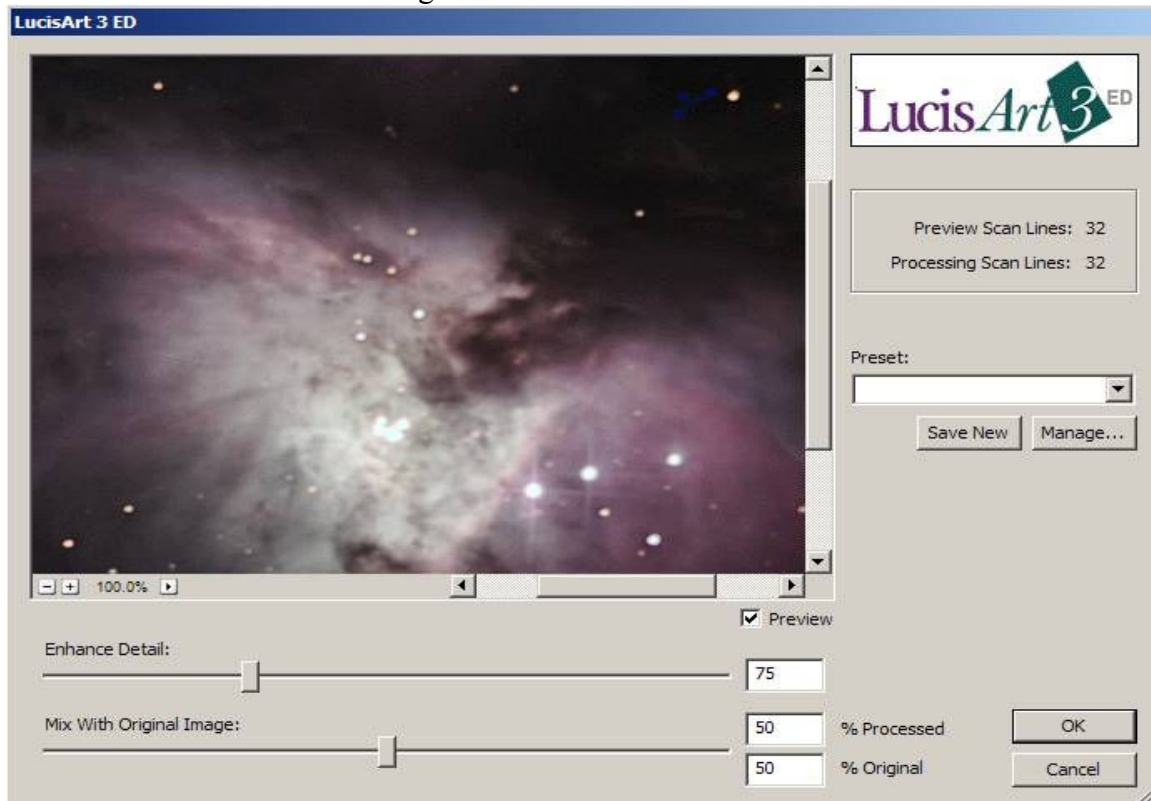 LucisArt 3 ED
LucisArt 3 ED
Preview Scan Lines: 32
Processing Scan Lines: 32
Preset:
Save New Manage...
100.0%
Preview
Enhance Detail:
75
Mix With Original Image:
50 % Processed
50 % Original
OK
Cancel